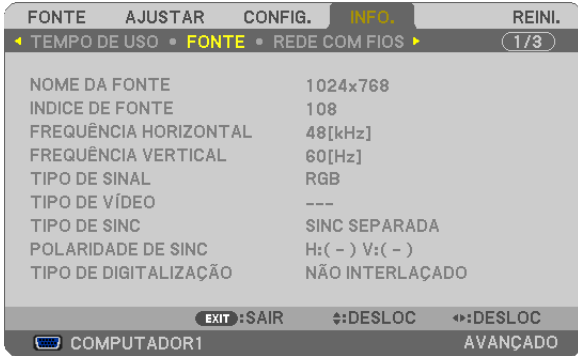 FONTE AJUSTAR CONFIG. INFO. REINI.
TEMPO DE USO • FONTE • REDE COM FIOS 1/3
NOME DA FONTE 1024x768
INDICE DE FONTE 108
FREQUÊNCIA HORIZONTAL 48[kHz]
FREQUÊNCIA VERTICAL 60[Hz]
TIPO DE SINAL RGB
TIPO DE VÍDEO ---
TIPO DE SINC SINC SEPARADA
POLARIDADE DE SINC H:( - ) V:( - )
TIPO DE DIGITALIZAÇÃO NÃO INTERLAÇADO
EXIT :SAIR :DESLOC :DESLOC
COMPUTADOR1 AVANÇADO